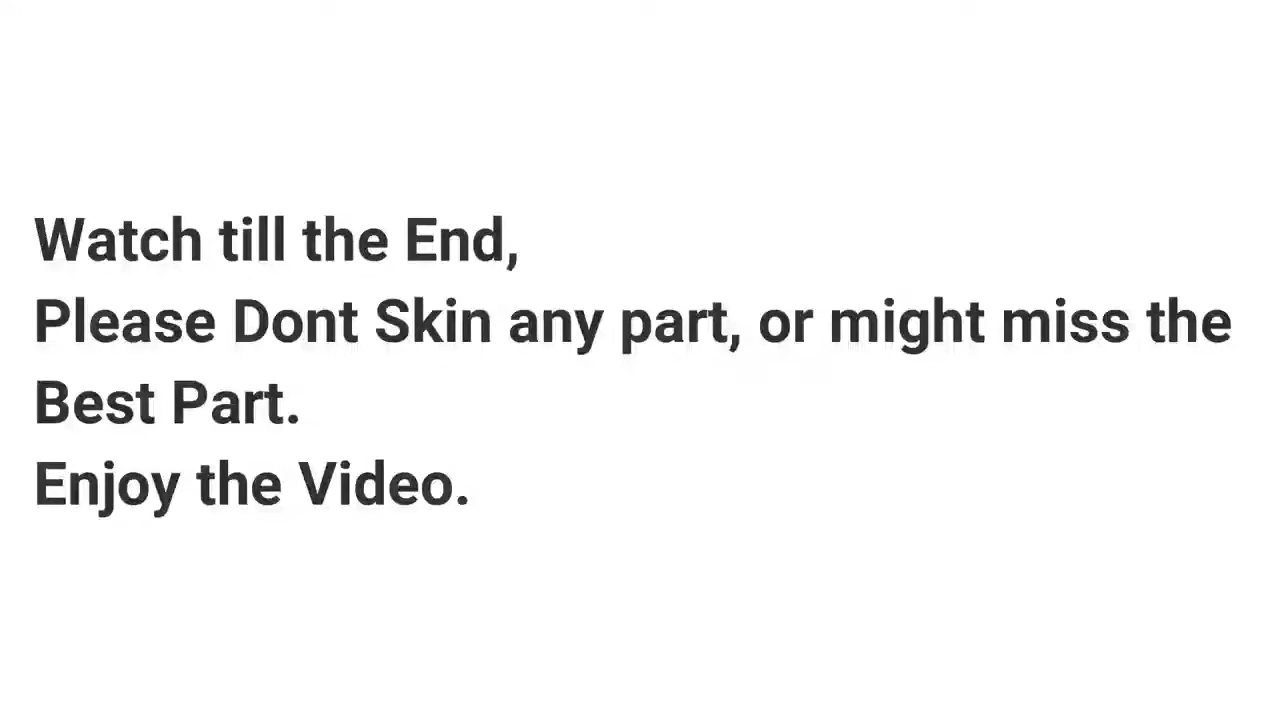 Watch till the End,
Please Dont Skin any part, or might miss the
Best Part.
Enjoy the Video.